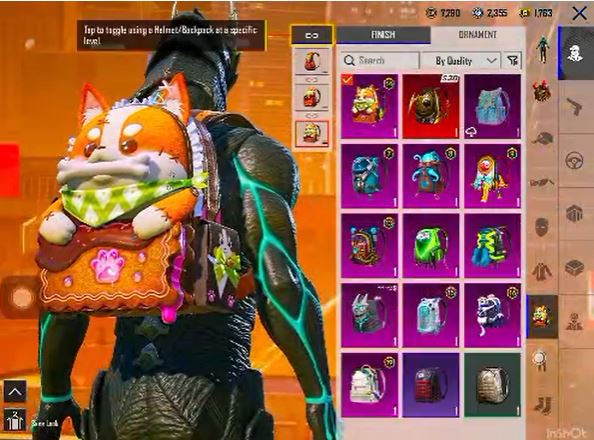 7,290 2,355 1,763
Tap to toggle using a Helmet/Backpack at a specific
level.
FINISH ORNAMENT
Search By Quality
Save Look
InShOt